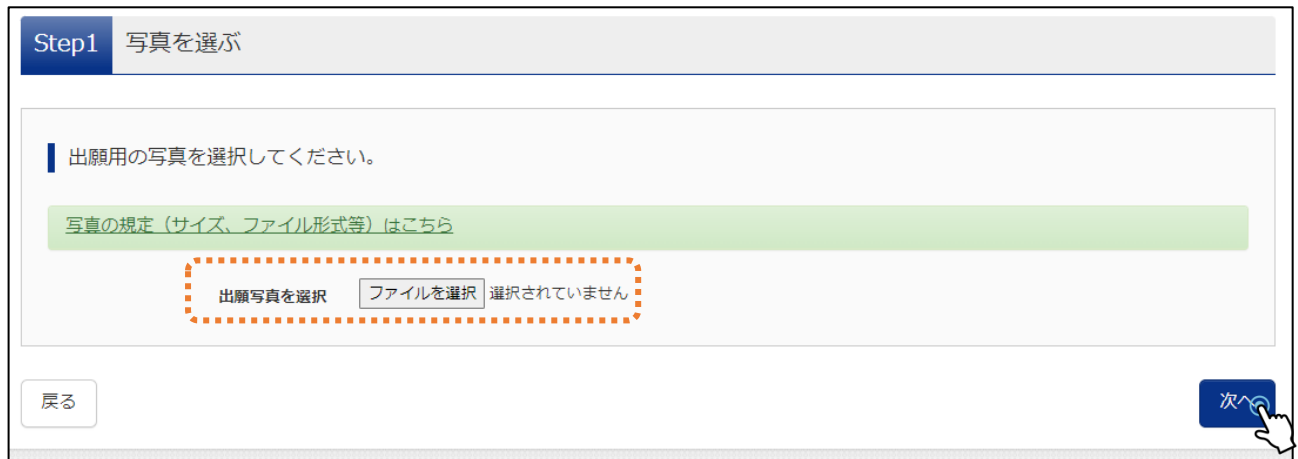 Step1 写真を選ぶ
出願用の写真を選択してください。
写真の規定（サイズ、ファイル形式等）はこちら
出願写真を選択 ファイルを選択 選択されていません
戻る 次へ